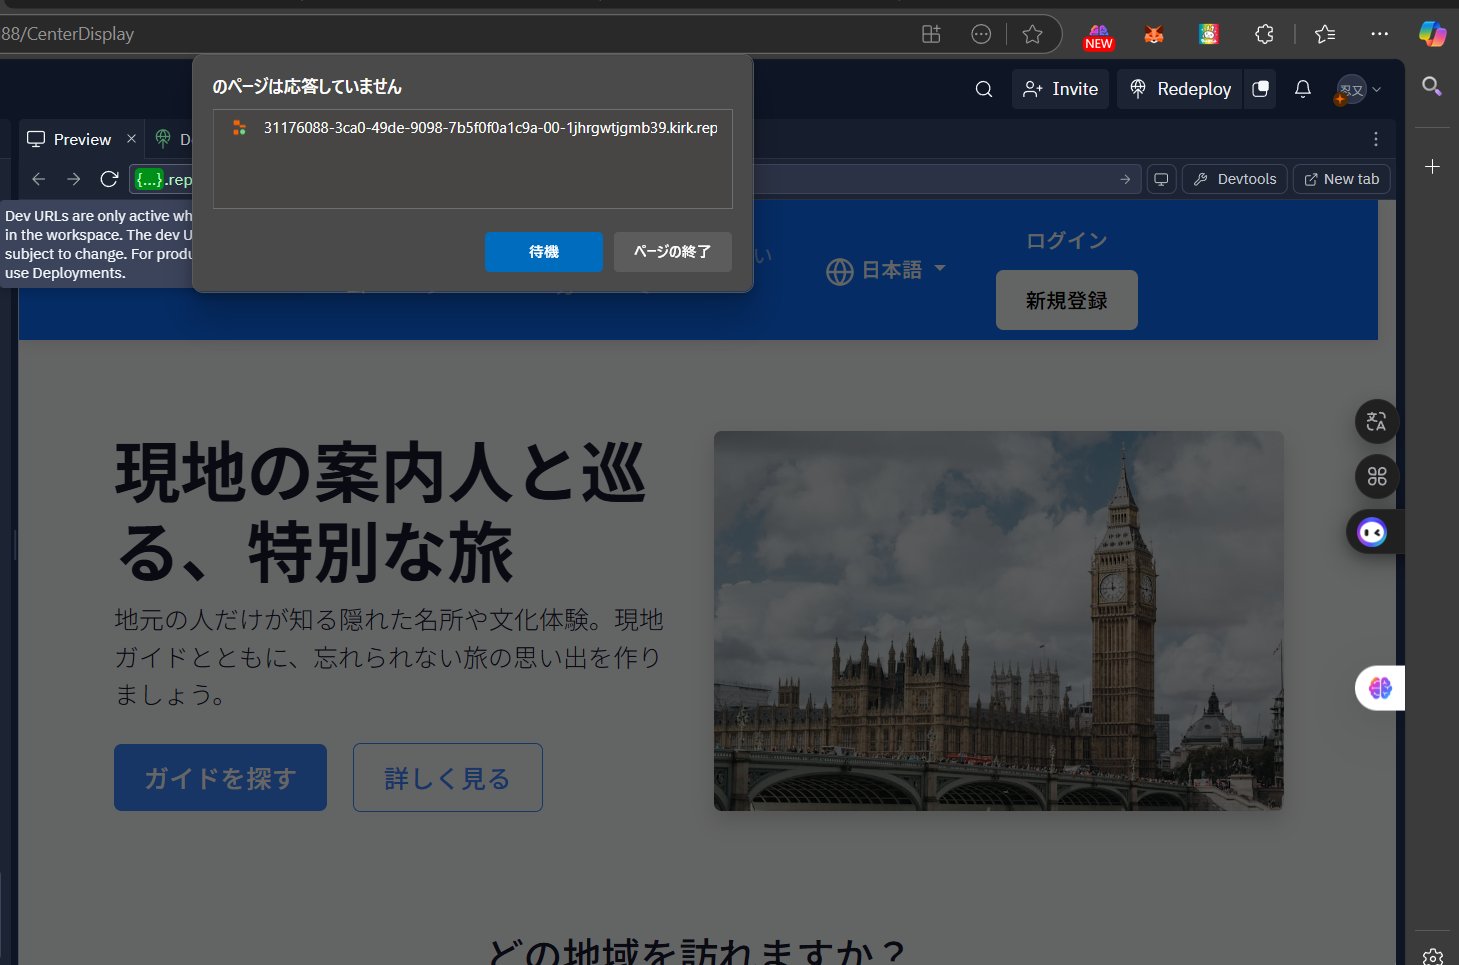 88/CenterDisplay
NEW
のページは応答していません
31176088-3ca0-49de-9098-7b5f0f0a1c9a-00-1jhrgwtjgmb39.kirk.rep
待機
ページの終了
Invite
Redeploy
忍又
Preview
D
{...}.rep
Devtools
New tab
Dev URLs are only active wh
in the workspace. The dev U
subject to change. For produ
use Deployments.
い
日本語
ログイン
新規登録
現地の案内人と巡
る、特別な旅
地元の人だけが知る隠れた名所や文化体験。現地
ガイドとともに、忘れられない旅の思い出を作り
ましょう。
ガイドを探す
詳しく見る
どの地域を訪れますか？